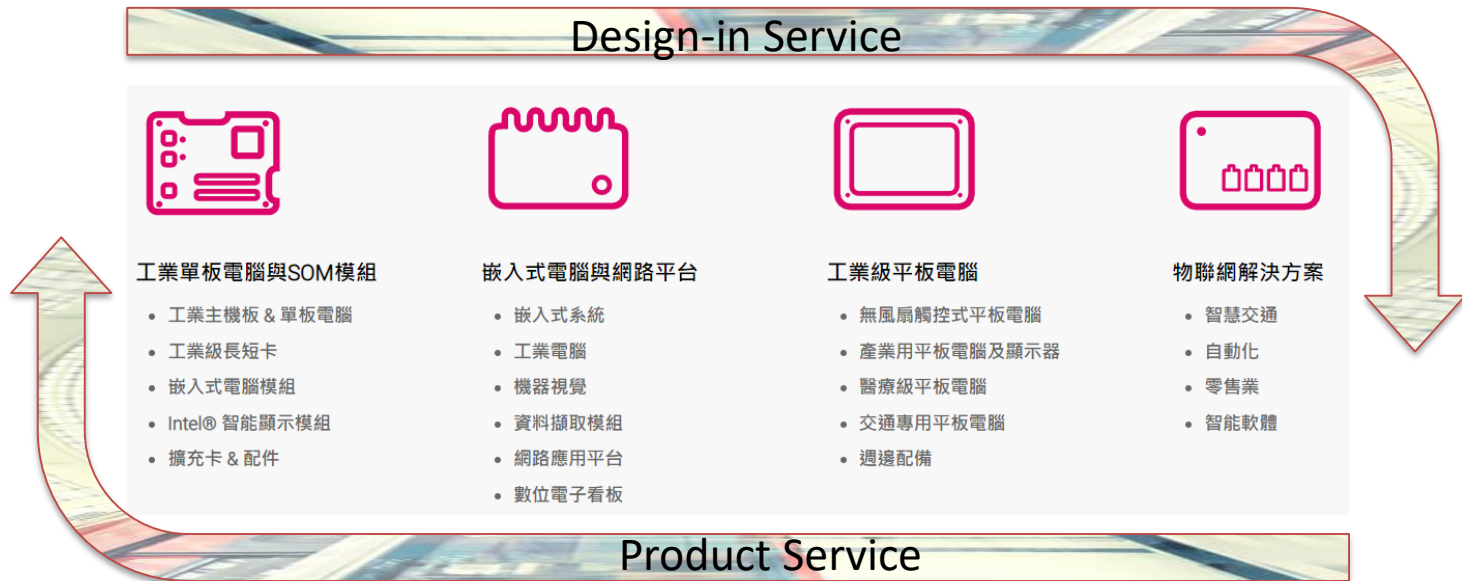 Design-in Service
工業單板電腦與SOM模組
• 工業主機板 & 單板電腦
• 工業級長短卡
• 嵌入式電腦模組
• Intel® 智能顯示模組
• 擴充卡 & 配件
嵌入式電腦與網路平台
• 嵌入式系統
• 工業電腦
• 機器視覺
• 資料擷取模組
• 網路應用平台
• 數位電子看板
工業級平板電腦
• 無風扇觸控式平板電腦
• 產業用平板電腦及顯示器
• 醫療級平板電腦
• 交通專用平板電腦
• 週邊配備
物聯網解決方案
• 智慧交通
• 自動化
• 零售業
• 智能軟體
Product Service